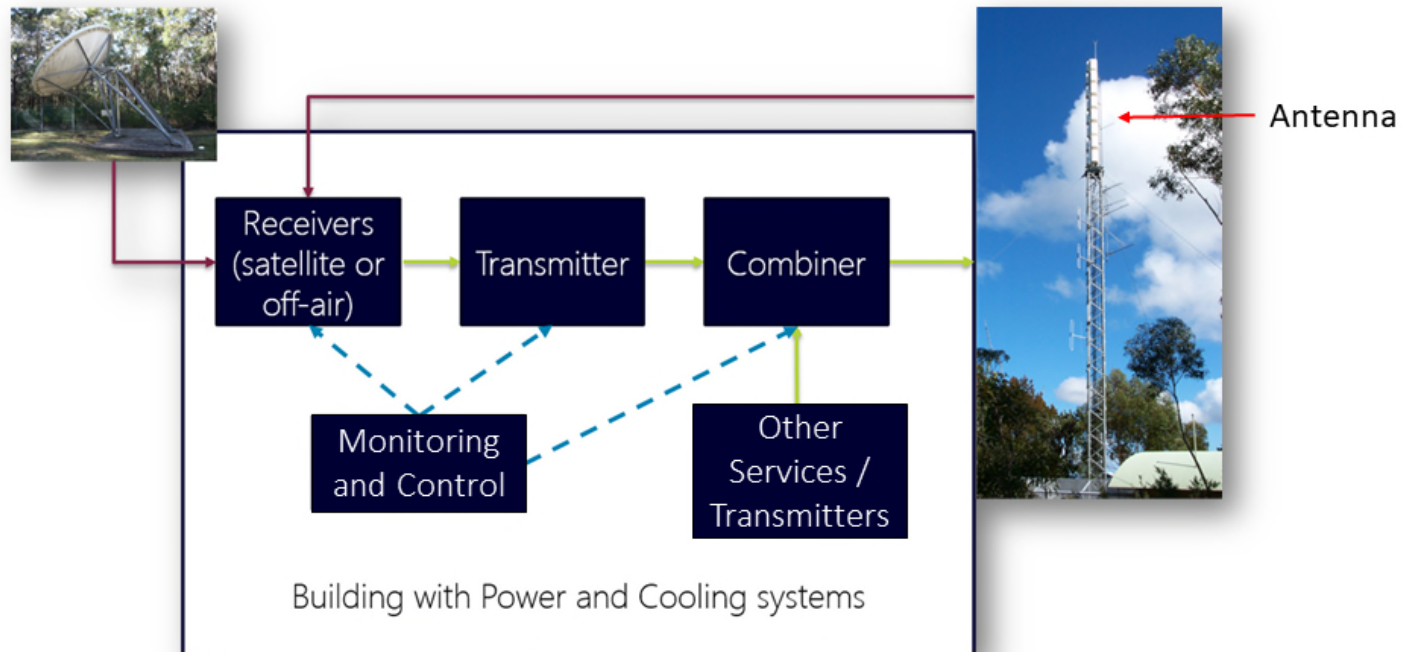 Antenna
Receivers
(satellite or
off-air)
Transmitter
Combiner
Monitoring
and Control
Other
Services /
Transmitters
Building with Power and Cooling systems